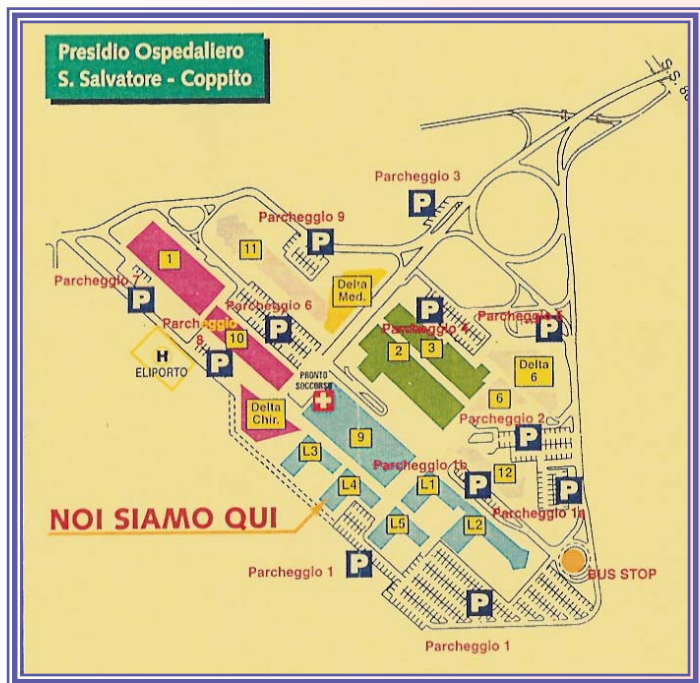 Presidio Ospedaliero
S. Salvatore - Coppito
S.S. 80
Parcheggio 3
P
Parcheggio 9
P
11
1
Delta
Med.
Parcheggio 7
P
Parcheggio 6
P
P
Parcheggio 4
Parcheggio 5
P
Parcheggio
8
10
P
H
ELIPORTO
2
3
Delta
6
6
PRONTO
SOCCORSO
Delta
Chir.
9
Parcheggio 2
P
L3
Parcheggio 1b
P
12
L4
L1
P
Parcheggio 1a
NOI SIAMO QUI
L5
L2
P
Parcheggio 1
BUS STOP
P
Parcheggio 1